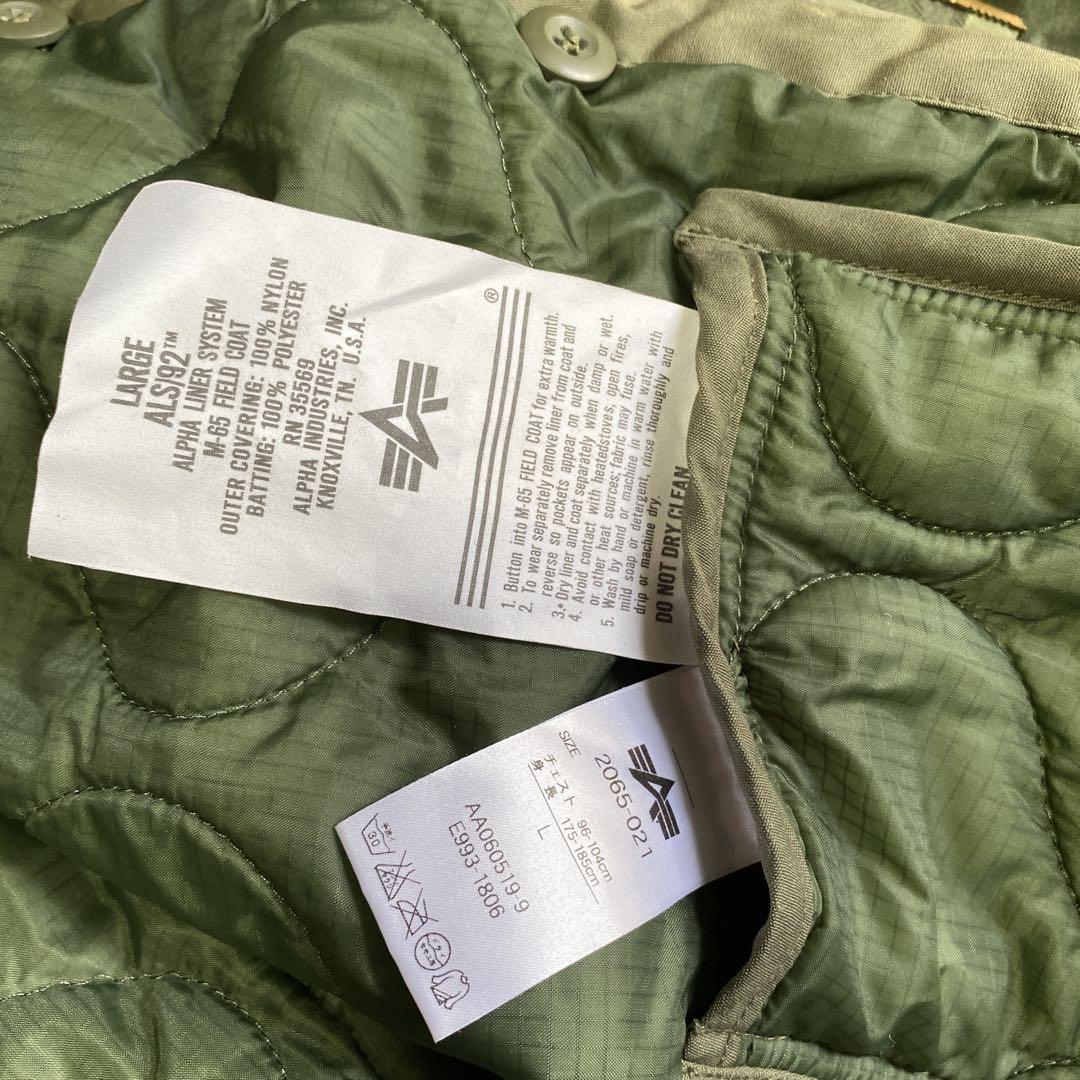 LARGE
ALS|92™
ALPHA LINER SYSTEM
M-65 FIELD COAT
OUTER COVERING: 100% NYLON
BATTING: 100% POLYESTER
RN 35569
ALPHA INDUSTRIES, INC.
KNOXVILLE, TN. U.S.A.
®
1. Button into M-65 FIELD COAT for extra warmth.
2. To wear separately remove liner from coat and
reverse so pockets appear on outside.
3. Dry liner and coat separately when damp or wet.
4. Avoid contact with heatedstoves, open fires,
or other heat sources; fabric may fuse.
5. Wash by hand or machine in warm water with
mild soap or detergent, rinse thoroughly and
drip or machine dry.
DO NOT DRY CLEAN
2065-021
SIZE
チェスト 96-104cm
身 長 175-185cm
L
AA060519-9
E993-1806
30